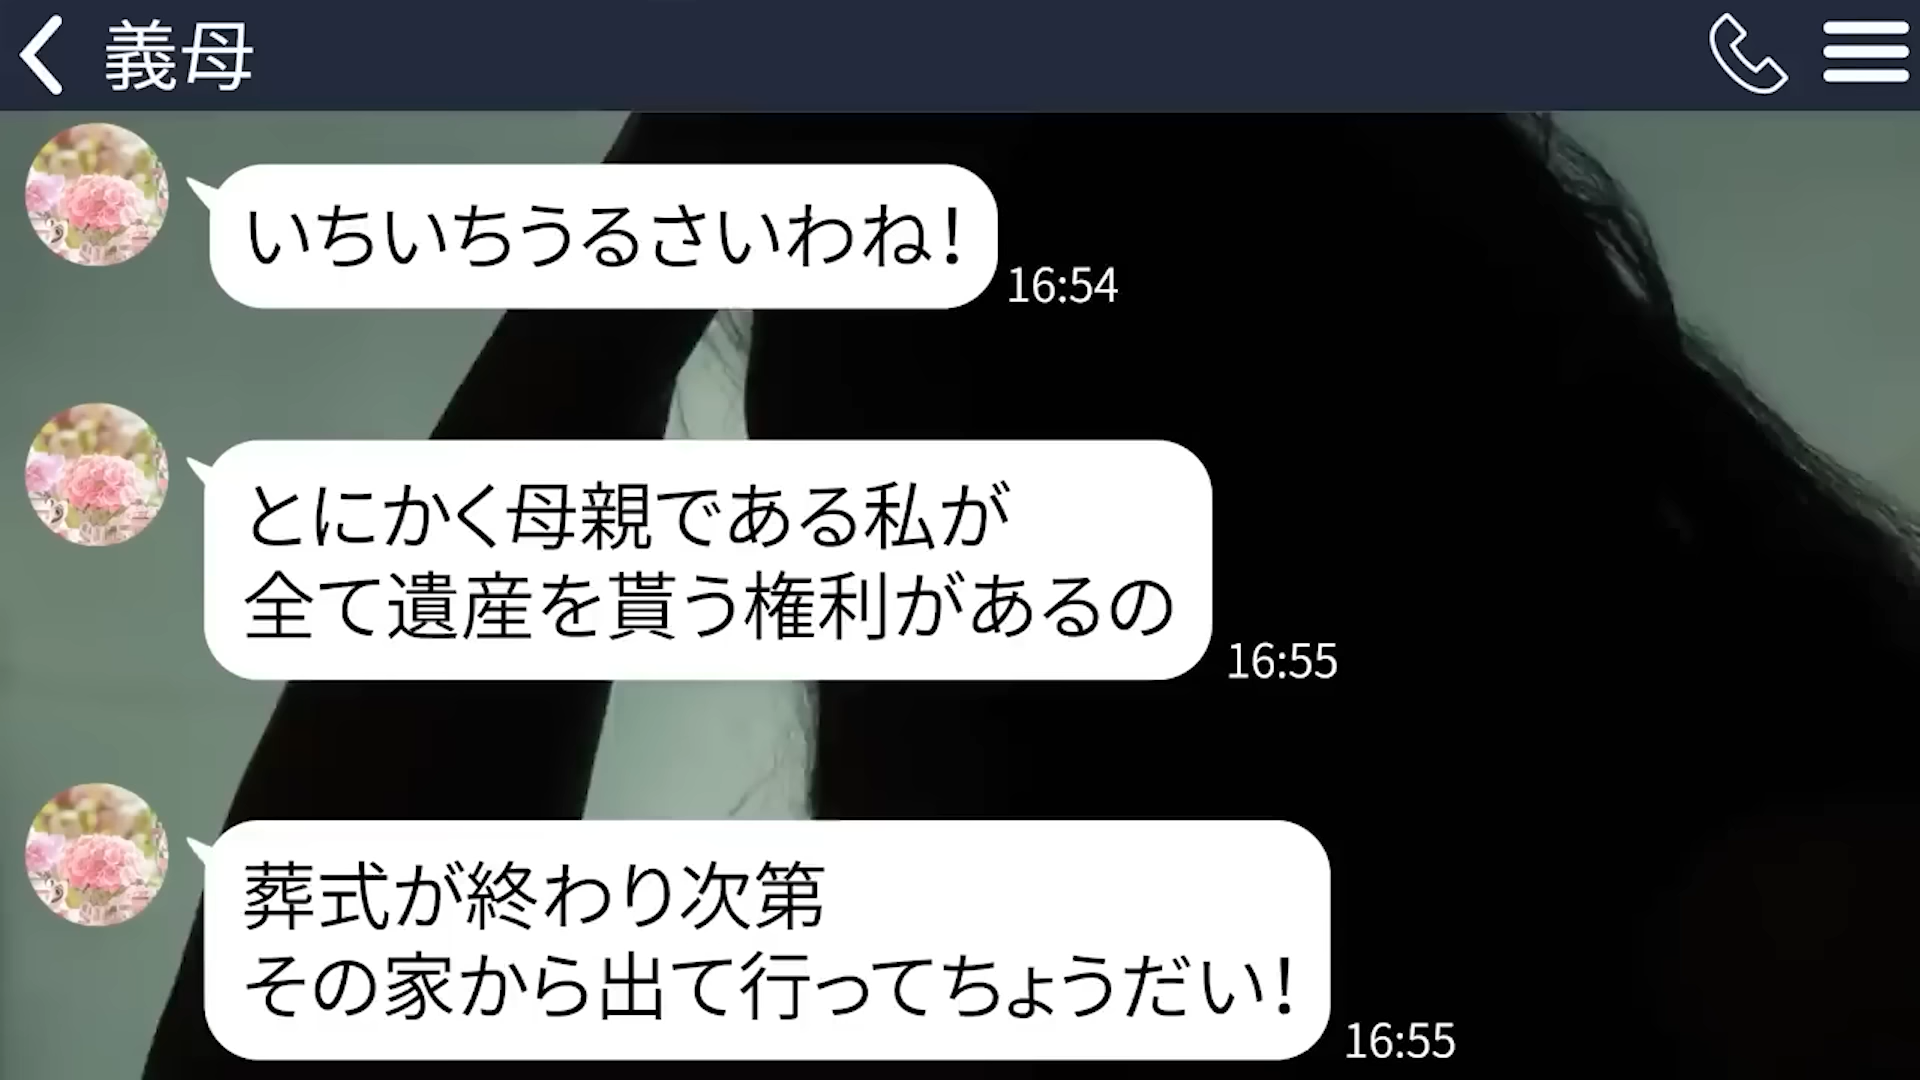 義母
いちいちうるさいわね！
16:54
とにかく母親である私が
全て遺産を貰う権利があるの
16:55
葬式が終わり次第
その家から出て行ってちょうだい！
16:55